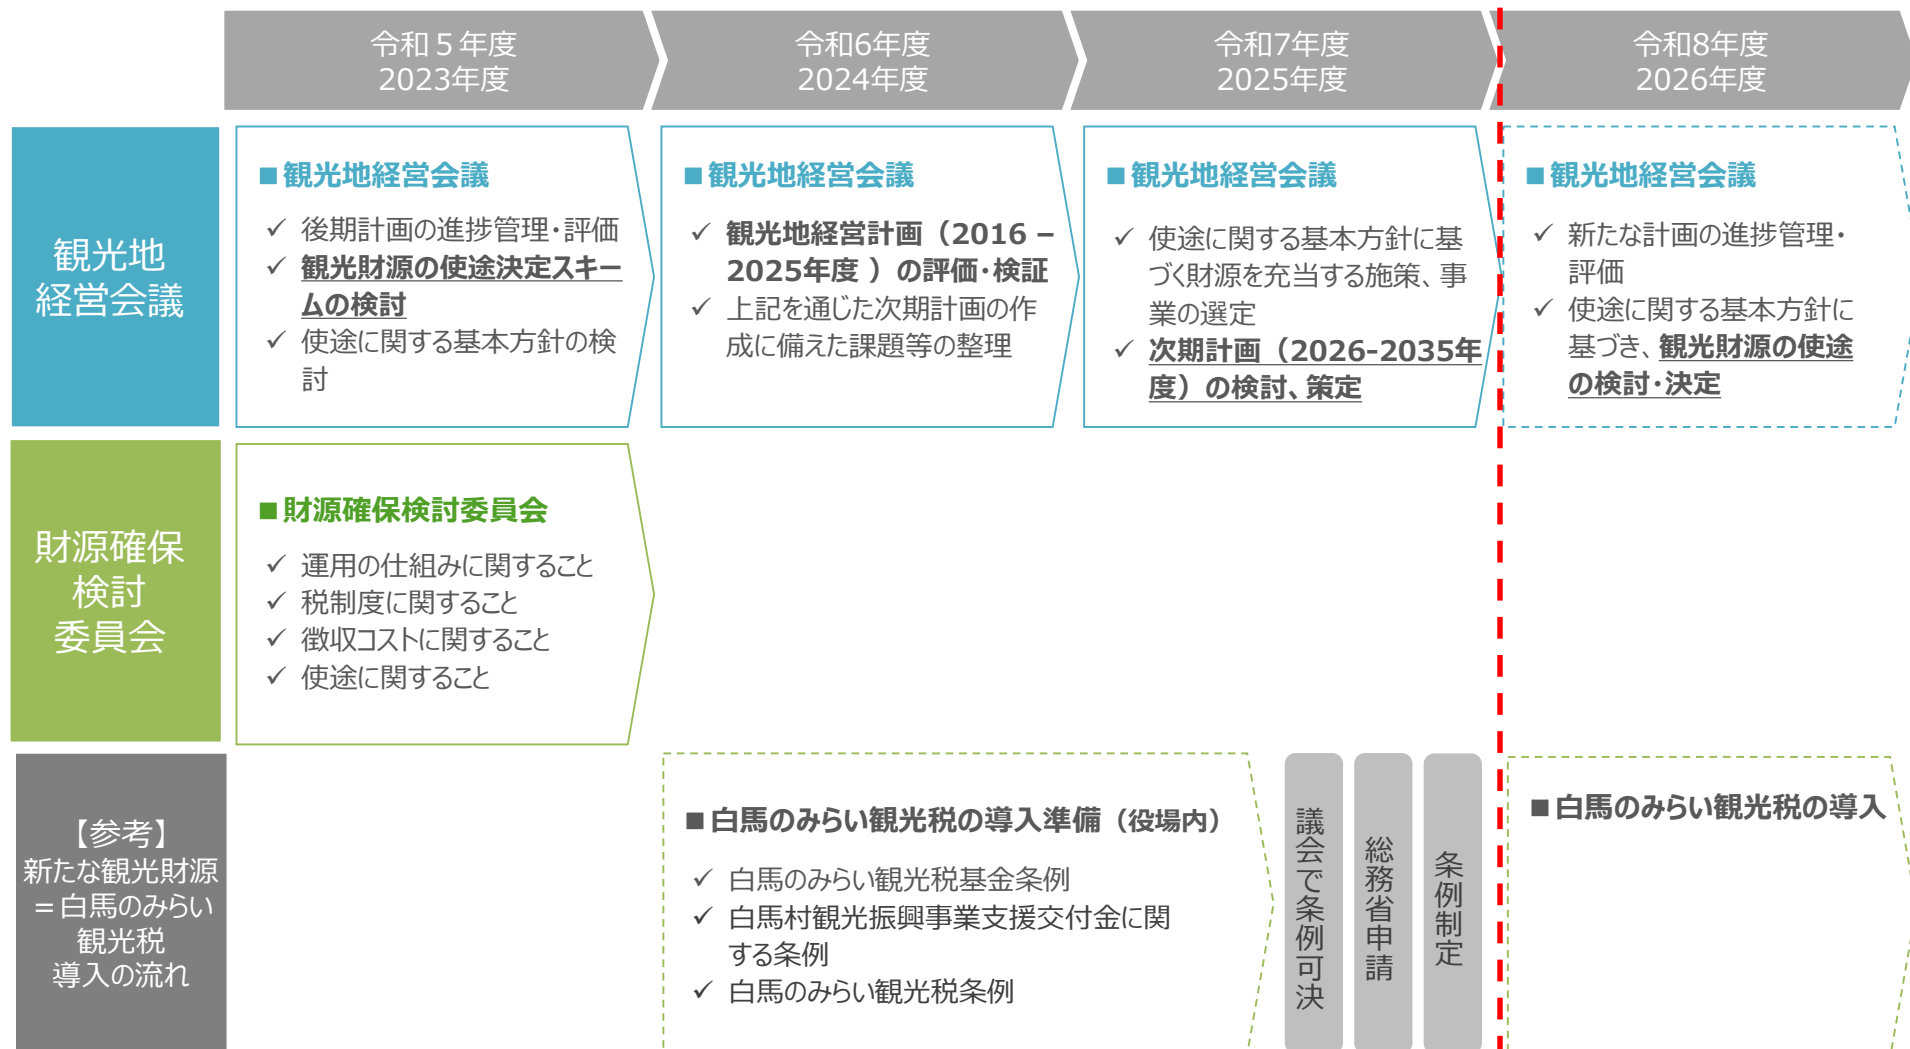 令和５年度
2023年度
令和6年度
2024年度
令和7年度
2025年度
令和8年度
2026年度
観光地
経営会議
■観光地経営会議
✓ 後期計画の進捗管理・評価
✓ 観光財源の使途決定スキー
ムの検討
✓ 使途に関する基本方針の検
討
■観光地経営会議
✓ 観光地経営計画（2016 –
2025年度 ）の評価・検証
✓ 上記を通じた次期計画の作
成に備えた課題等の整理
■観光地経営会議
✓ 使途に関する基本方針に基
づく財源を充当する施策、事
業の選定
✓ 次期計画（2026-2035年
度）の検討、策定
■観光地経営会議
✓ 新たな計画の進捗管理・
評価
✓ 使途に関する基本方針に
基づき、観光財源の使途
の検討・決定
財源確保
検討
委員会
■財源確保検討委員会
✓ 運用の仕組みに関すること
✓ 税制度に関すること
✓ 徴収コストに関すること
✓ 使途に関すること
【参考】
新たな観光財源
＝白馬のみらい
観光税
導入の流れ
■白馬のみらい観光税の導入準備（役場内）
✓ 白馬のみらい観光税基金条例
✓ 白馬村観光振興事業支援交付金に関
する条例
✓ 白馬のみらい観光税条例
議会で条例可決
総務省申請
条例制定
■白馬のみらい観光税の導入